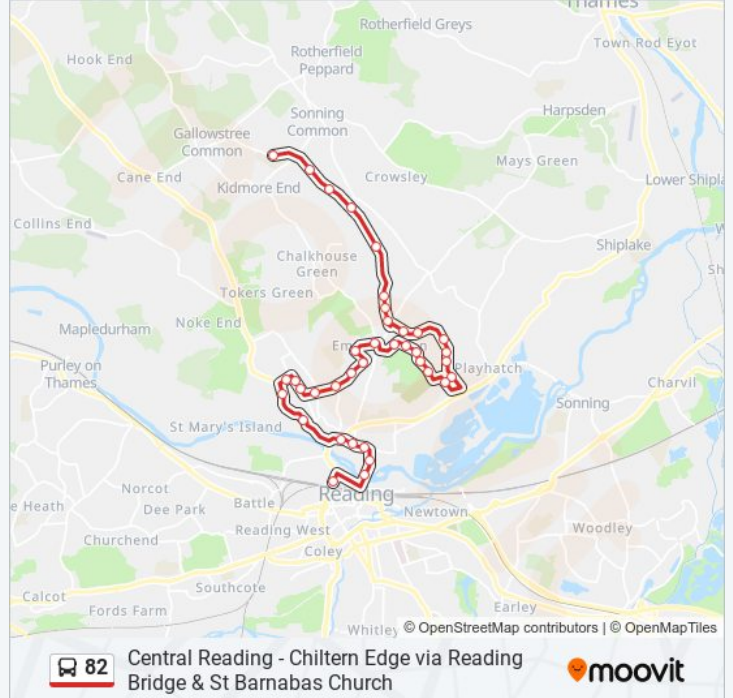 Thames
Rotherfield Greys
Town Rod Eyot
Hook End
Rotherfield
Peppard
Sonning
Common
Harpsden
Gallowstree
Common
Mays Green
Cane End
Crowsley
Lower Shipla
Kidmore End
Collins End
Shiplake
Chalkhouse
Green
Sh
Tokers Green
Noke End
Mapledurham
Em
n
Purley on
Thames
Playhatch
Charvil
Sonning
St Mary's Island
Norcot
Reading
e Heath
Dee Park
Battle
Newtown
Reading West
Woodley
Churchend
Coley
Southcote
Calcot
Earley
Fords Farm
Whitley
© OpenStreetMap contributors | © OpenMapTiles
82
Central Reading - Chiltern Edge via Reading
Bridge & St Barnabas Church
moovit